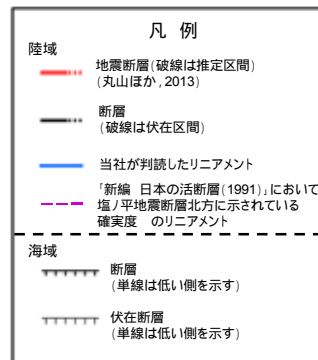 凡 例
陸域
地震断層(破線は推定区間)
(丸山ほか,2013)
断層
(破線は伏在区間)
当社が判読したリニアメント
「新編 日本の活断層(1991)」において
塩ノ平地震断層北方に示されている
確実度 のリニアメント
海域
断層
(単線は低い側を示す)
伏在断層
(単線は低い側を示す)